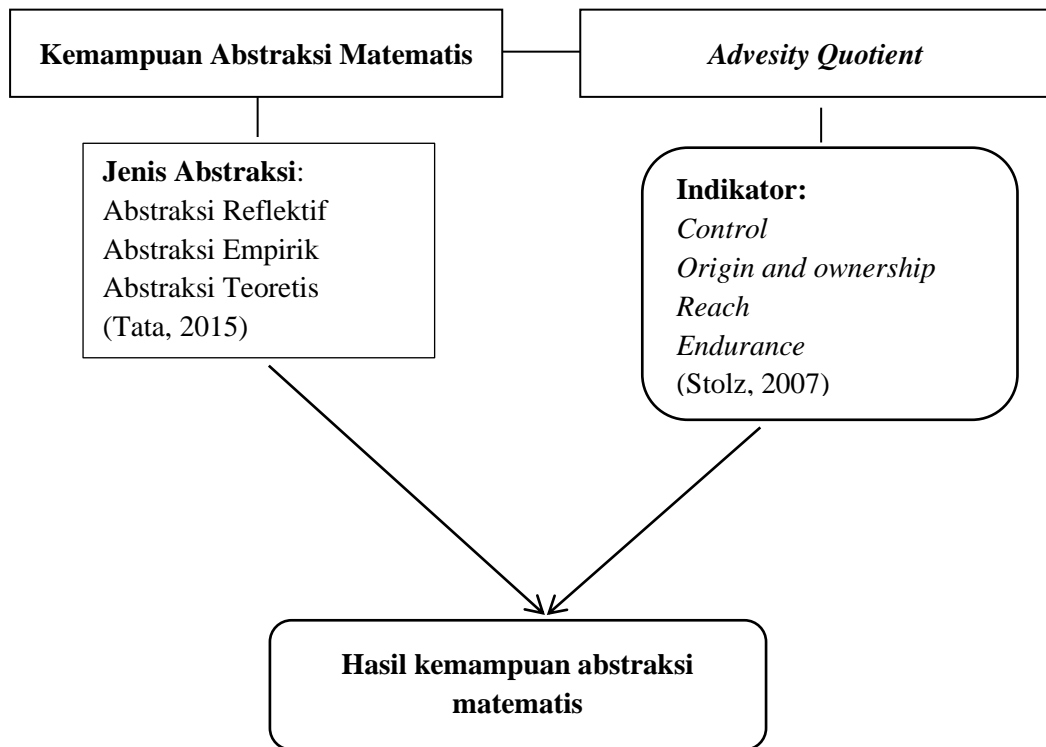 Kemampuan Abstraksi Matematis
Advesity Quotient
Jenis Abstraksi:
Abstraksi Reflektif
Abstraksi Empirik
Abstraksi Teoretis
(Tata, 2015)
Indikator:
Control
Origin and ownership
Reach
Endurance
(Stolz, 2007)
Hasil kemampuan abstraksi
matematis